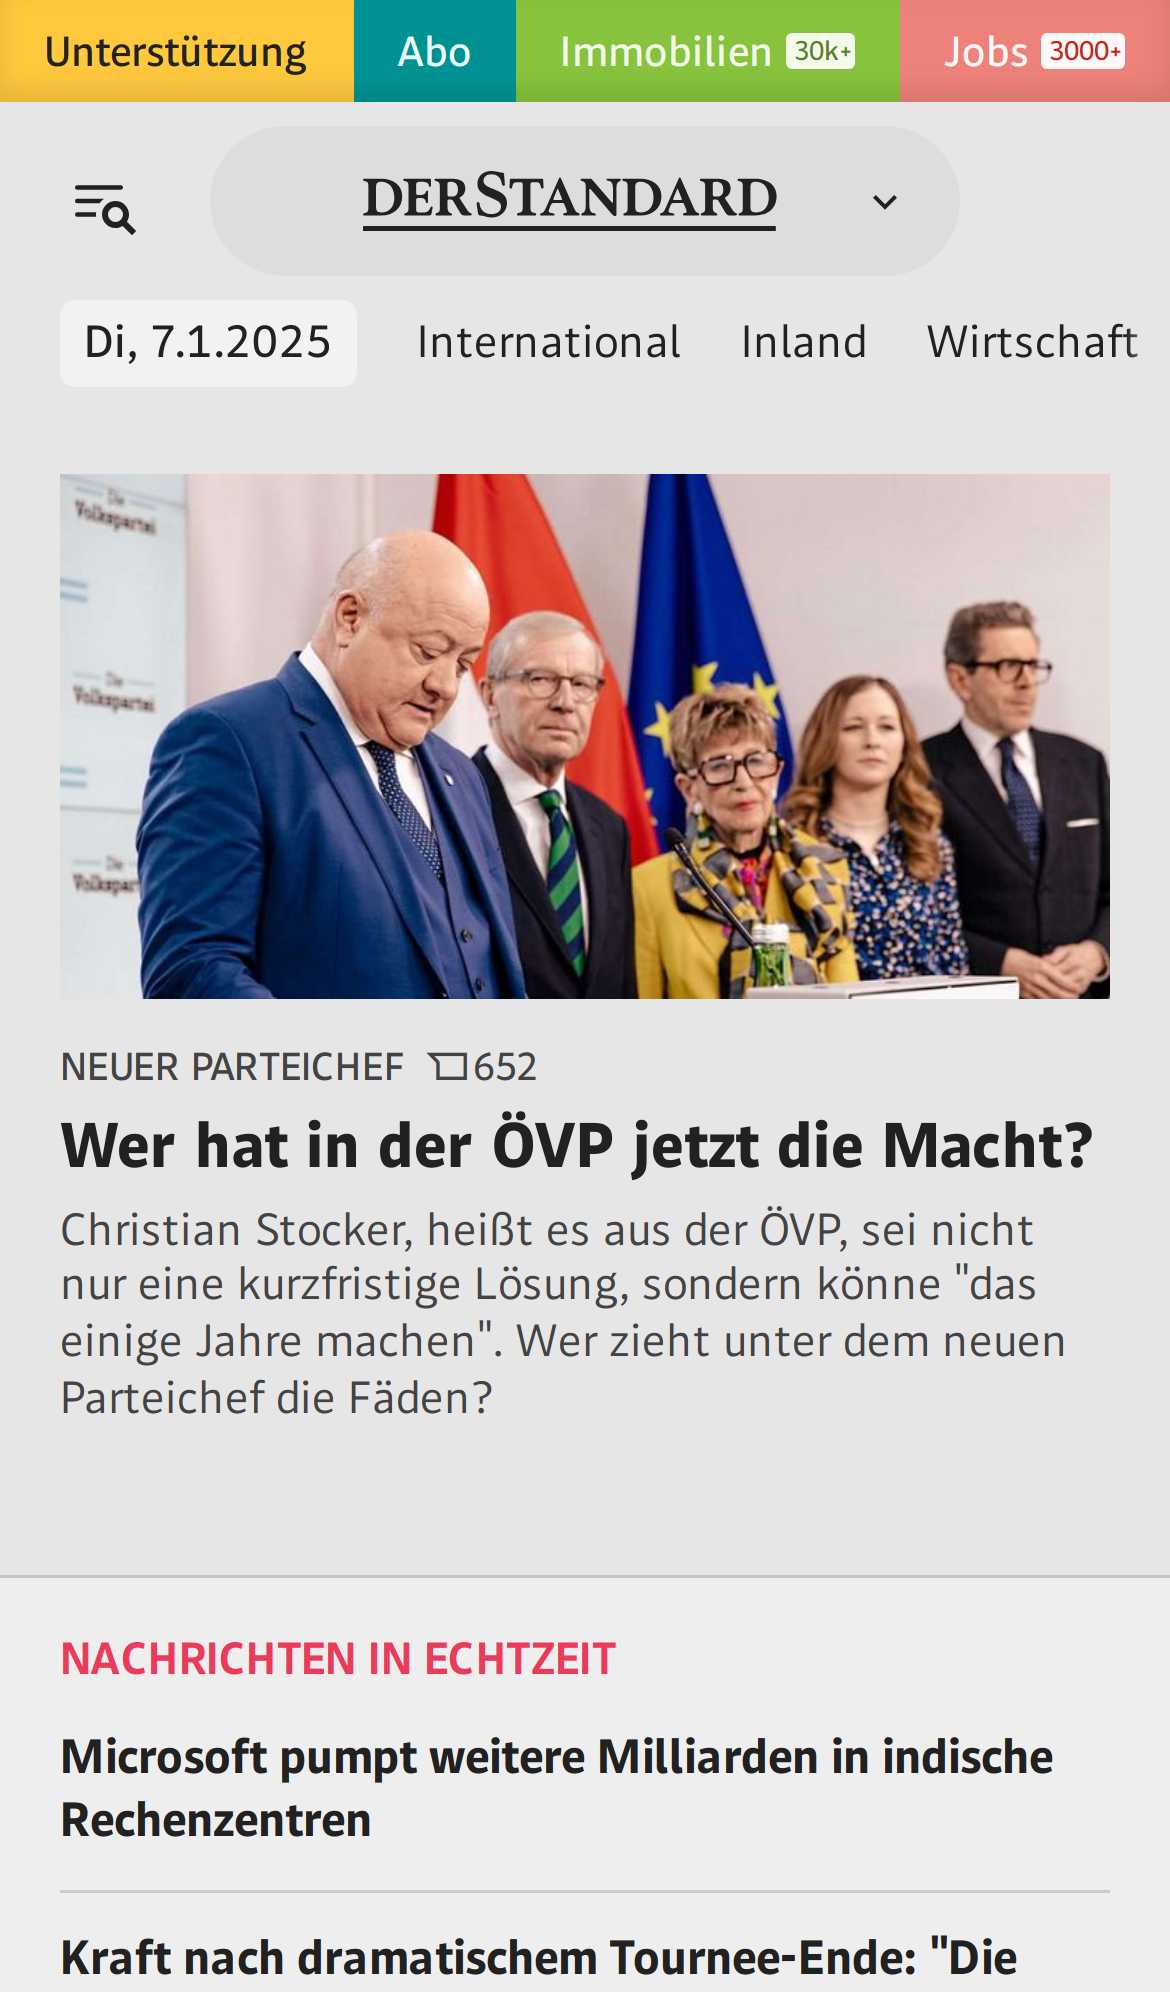 Unterstützung
Abo
Immobilien 30k+
Jobs 3000+
DERSTANDARD
Di, 7.1.2025
International
Inland
Wirtschaft
Die
Volkspartei
Die
Volkspartei
Die
Volkspart
NEUER PARTEICHEF 652
Wer hat in der ÖVP jetzt die Macht?
Christian Stocker, heißt es aus der ÖVP, sei nicht
nur eine kurzfristige Lösung, sondern könne "das
einige Jahre machen". Wer zieht unter dem neuen
Parteichef die Fäden?
NACHRICHTEN IN ECHTZEIT
Microsoft pumpt weitere Milliarden in indische
Rechenzentren
Kraft nach dramatischem Tournee-Ende: "Die